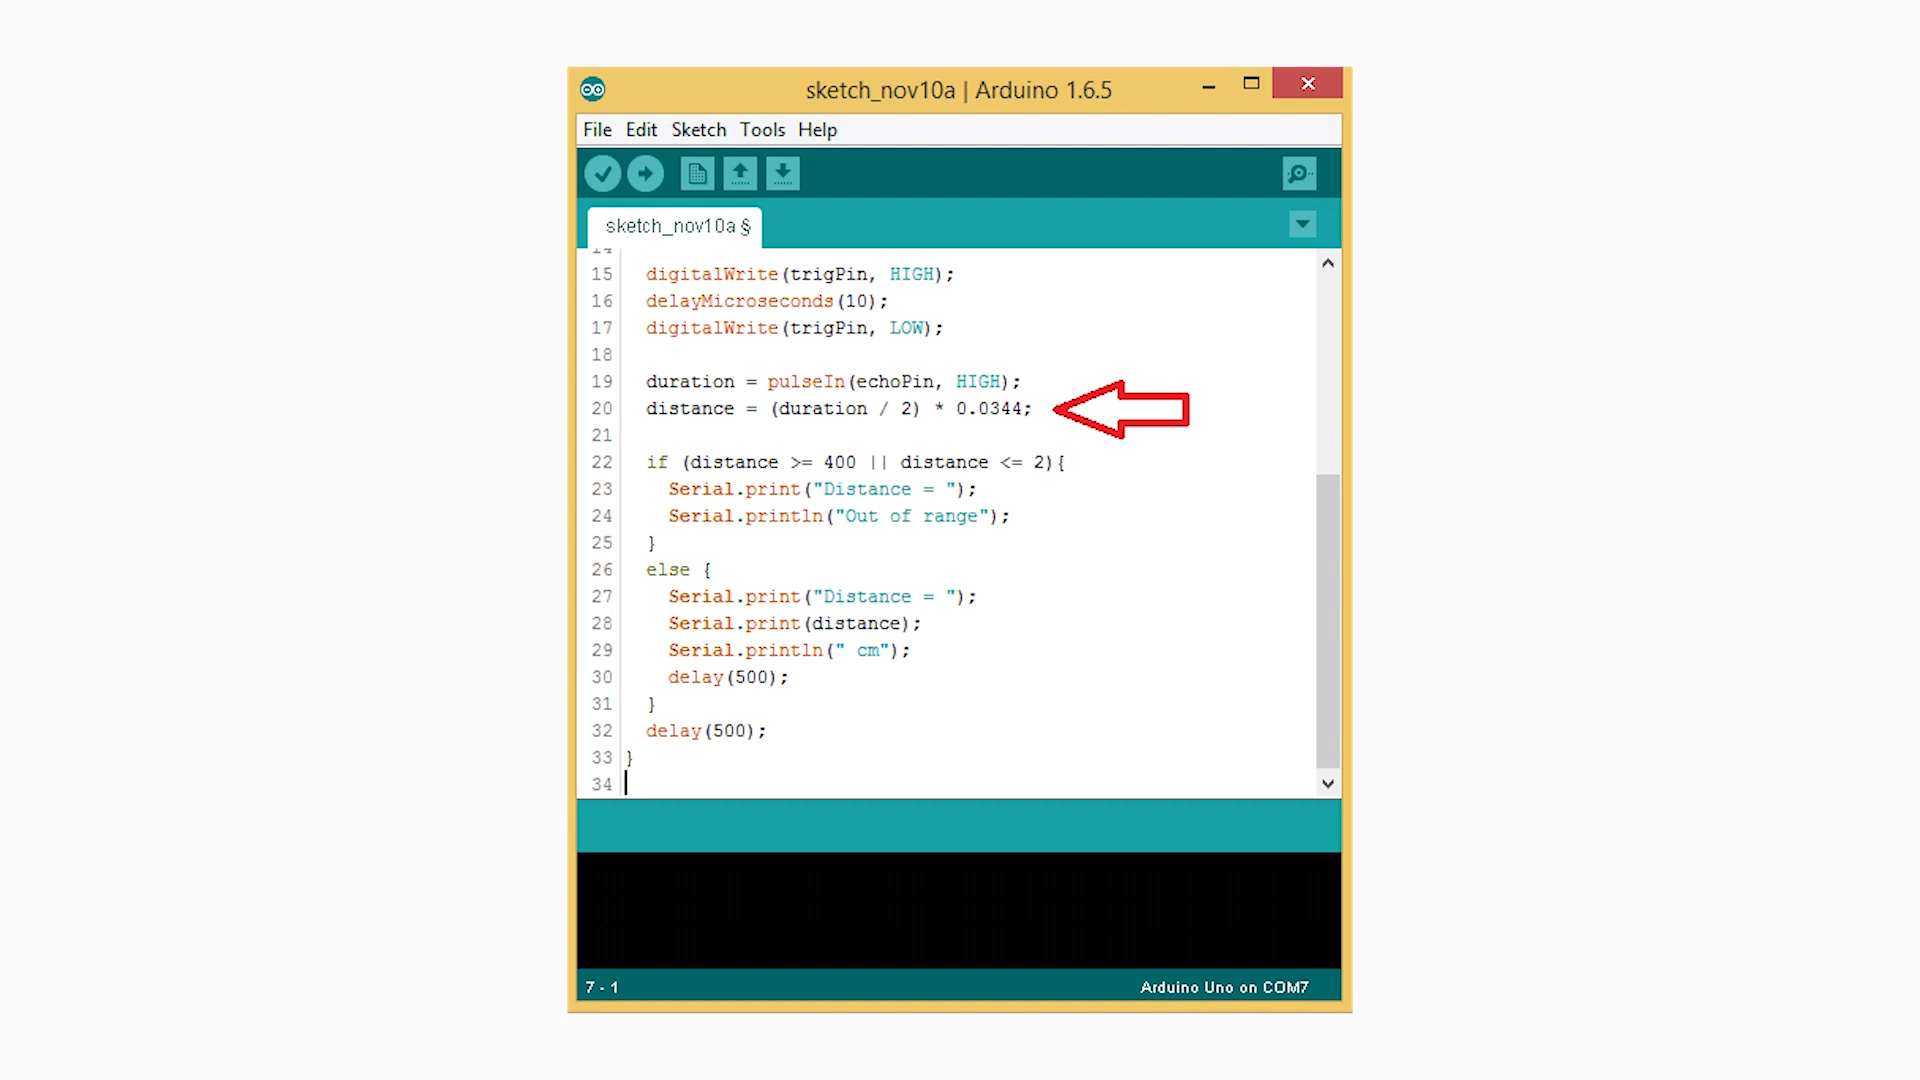 sketch_nov10a | Arduino 1.6.5
File Edit Sketch Tools Help
sketch_nov10a §
15 digitalWrite(trigPin, HIGH);
16 delayMicroseconds(10);
17 digitalWrite(trigPin, LOW);
18
19 duration = pulseIn(echoPin, HIGH);
20 distance = (duration / 2) * 0.0344;
21
22 if (distance >= 400 || distance <= 2){
23 Serial.print("Distance = ");
24 Serial.println("Out of range");
25 }
26 else {
27 Serial.print("Distance = ");
28 Serial.print(distance);
29 Serial.println(" cm");
30 delay(500);
31 }
32 delay(500);
33 }
34
7 - 1 Arduino Uno on COM7